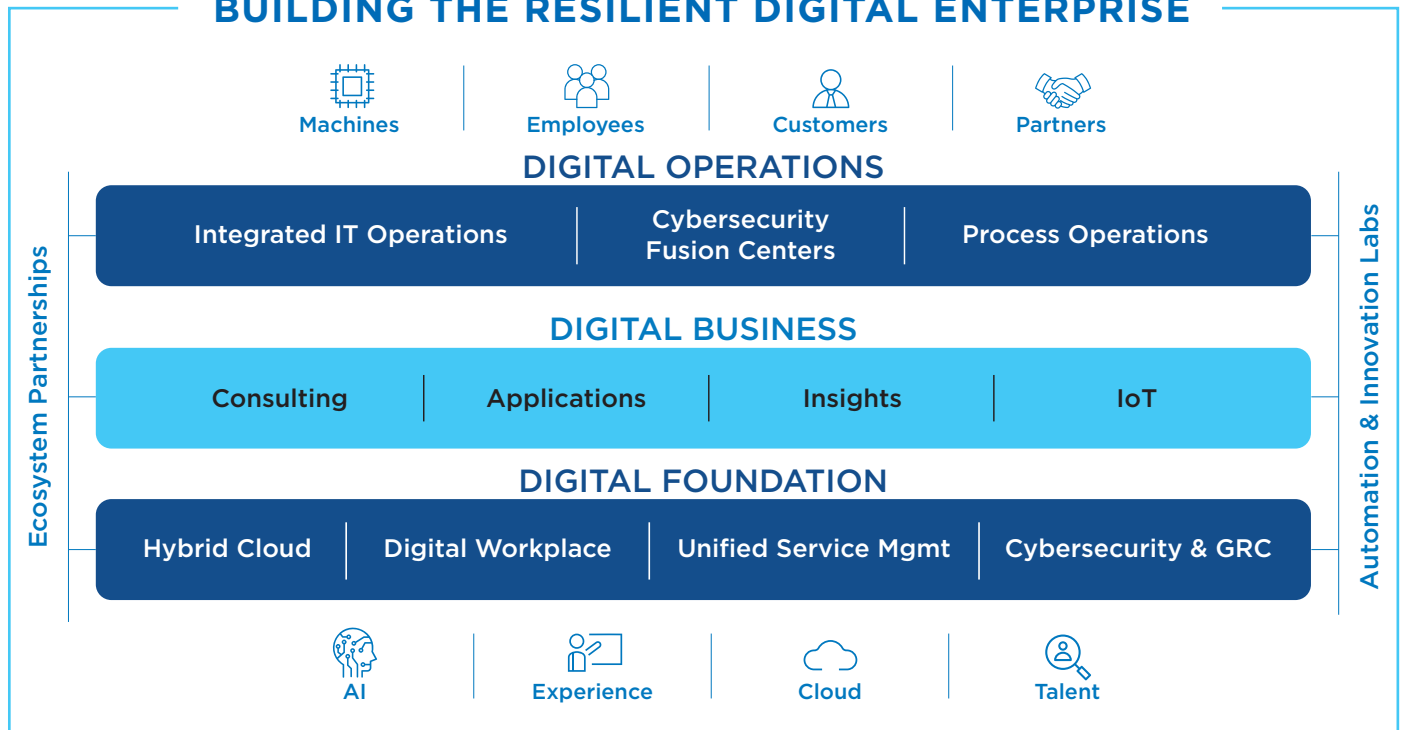 BUILDING THE RESILIENT DIGITAL ENTERPRISE
Machines
Employees
Customers
Partners
DIGITAL OPERATIONS
Integrated IT Operations
Cybersecurity
Fusion Centers
Process Operations
Ecosystem Partnerships
Automation & Innovation Labs
DIGITAL BUSINESS
Consulting
Applications
Insights
IoT
DIGITAL FOUNDATION
Hybrid Cloud
Digital Workplace
Unified Service Mgmt
Cybersecurity & GRC
AI
Experience
Cloud
Talent